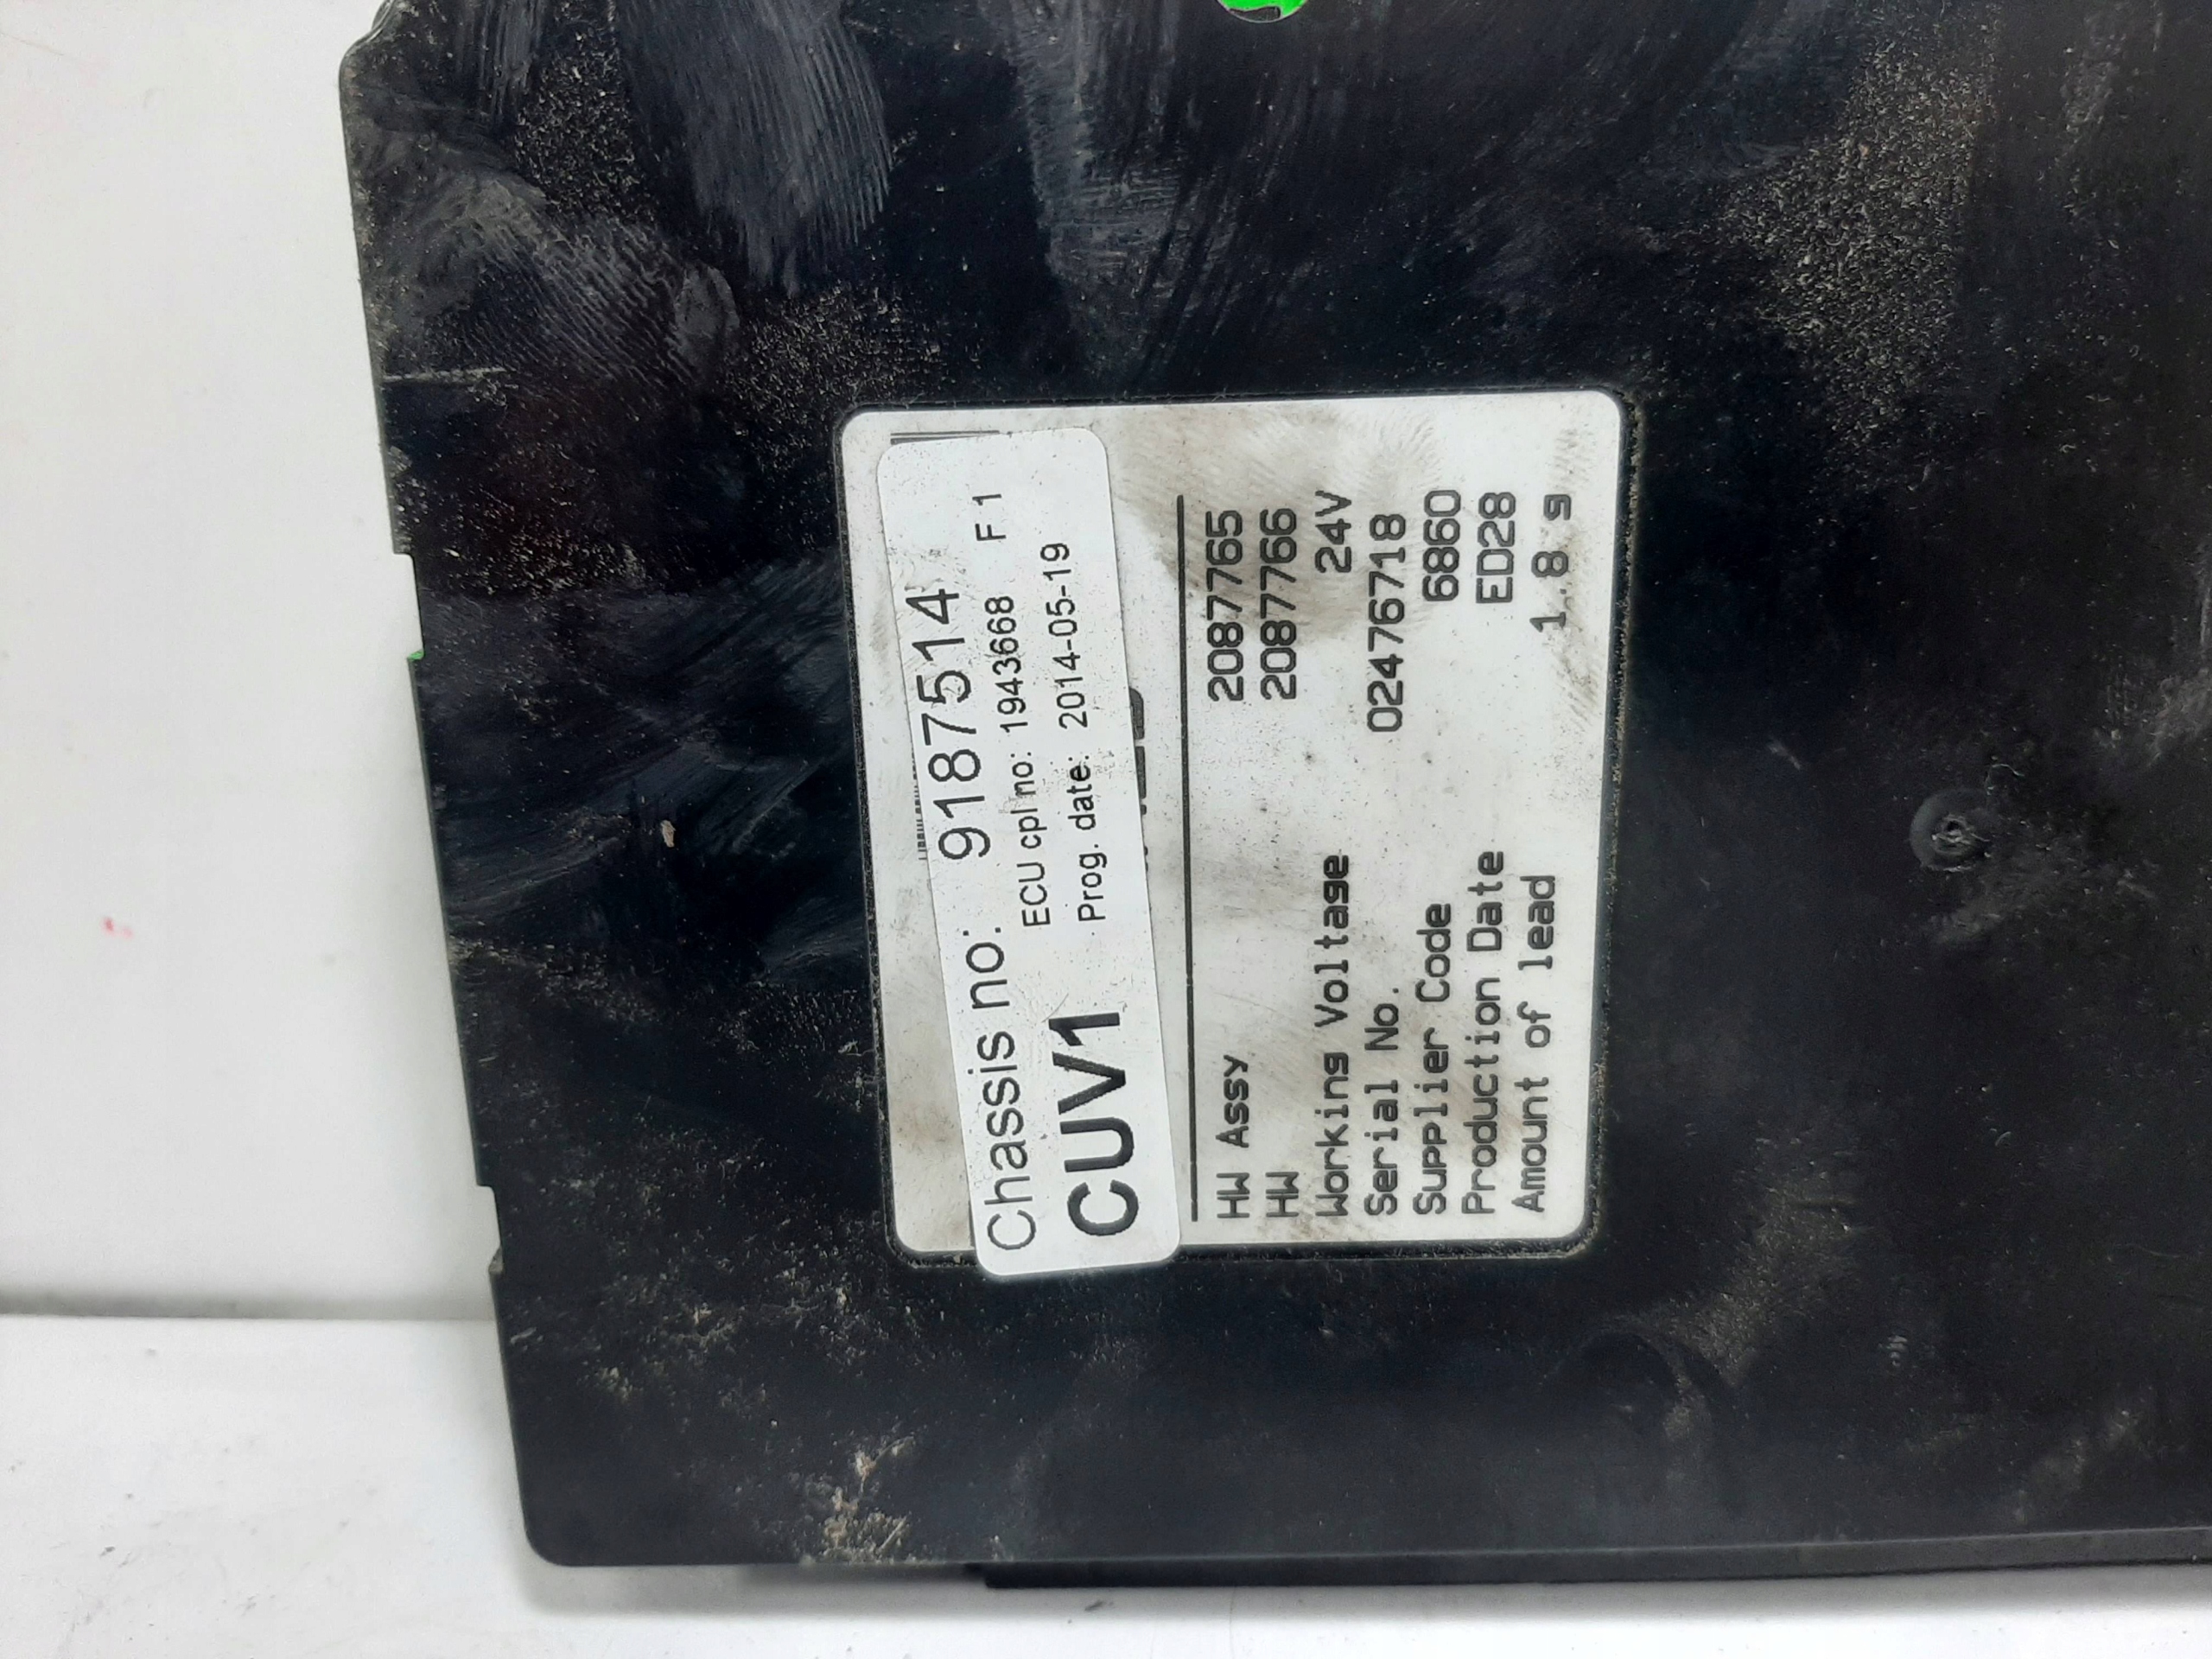 Chassis no: 9187514
CUV1 ECU cpl no: 1943668 F 1
Prog. date: 2014-05-19
HW Assy 2087765
HW 2087766
Working Voltage 24V
Serial No. 02476718
Supplier Code 6860
Production Date ED28
Amount of lead 1.8 g